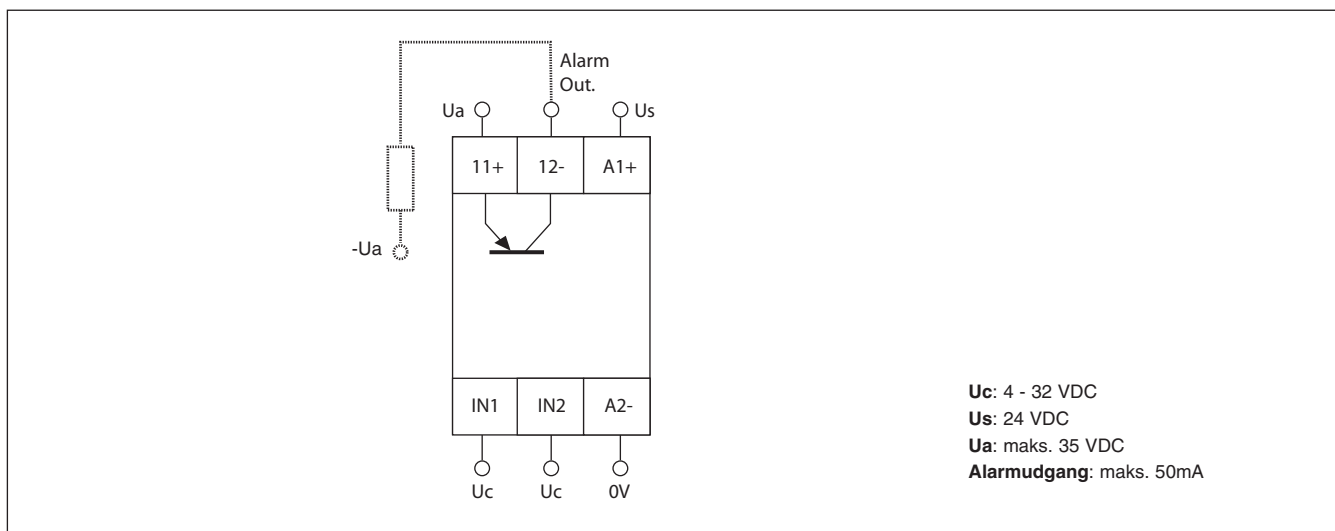 Alarm
Out.
Ua
Us
11+
12-
A1+
-Ua
IN1
IN2
A2-
Uc
Uc
0V
Uc: 4 - 32 VDC
Us: 24 VDC
Ua: maks. 35 VDC
Alarmudgang: maks. 50mA